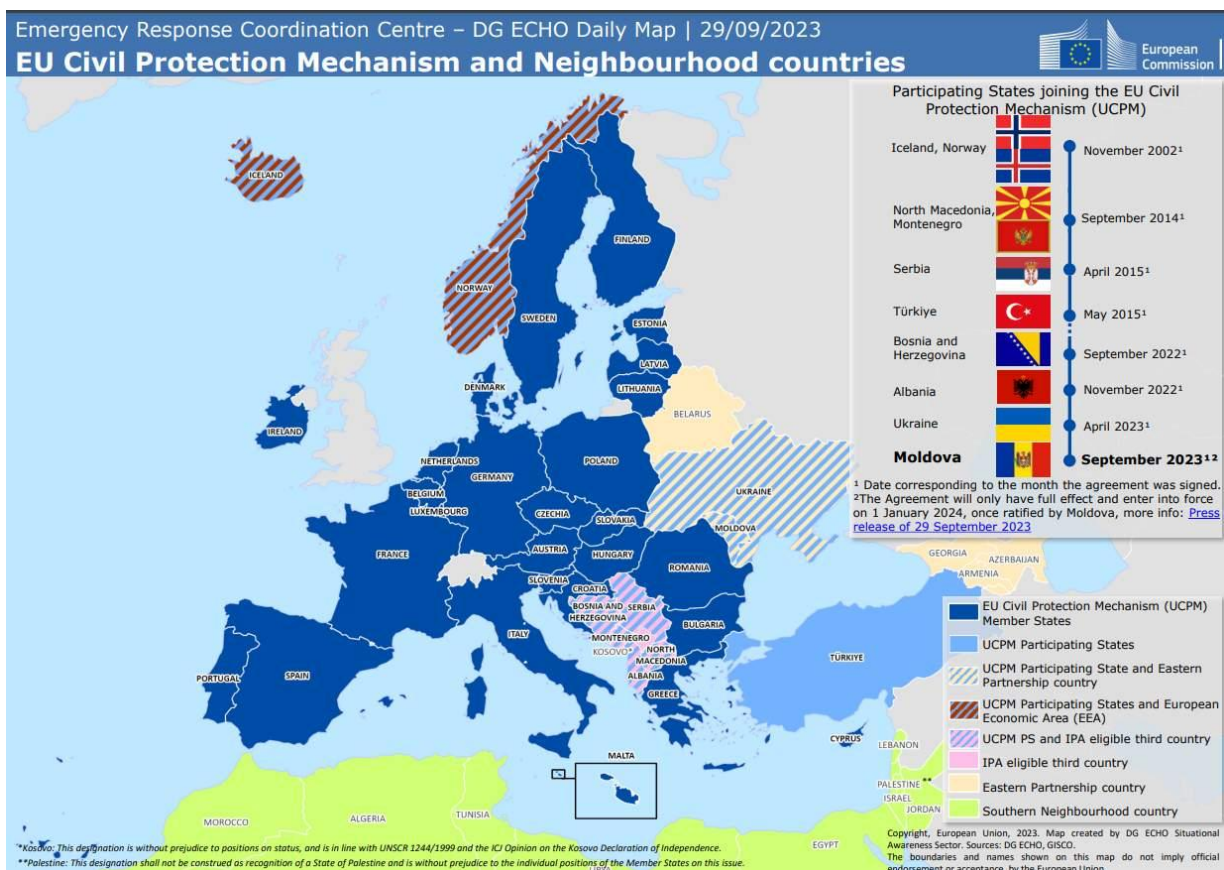 Emergency Response Coordination Centre – DG ECHO Daily Map | 29/09/2023
EU Civil Protection Mechanism and Neighbourhood countries
European
Commission
Participating States joining the EU Civil
Protection Mechanism (UCPM)
Iceland, Norway
November 2002¹
North Macedonia,
Montenegro
September 2014¹
Serbia
April 2015¹
Türkiye
May 2015¹
Bosnia and
Herzegovina
September 2022¹
Albania
November 2022¹
Ukraine
April 2023¹
Moldova
September 2023¹²
¹ Date corresponding to the month the agreement was signed.
²The Agreement will only have full effect and enter into force
on 1 January 2024, once ratified by Moldova, more info: Press
release of 29 September 2023
ICELAND
NORWAY
SWEDEN
FINLAND
ESTONIA
LATVIA
LITHUANIA
DENMARK
IRELAND
BELARUS
NETHERLANDS
GERMANY
POLAND
BELGIUM
LUXEMBOURG
CZECHIA
UKRAINE
SLOVAKIA
MOLDOVA
FRANCE
AUSTRIA
HUNGARY
ROMANIA
SLOVENIA
CROATIA
BOSNIA AND
HERZEGOVINA
SERBIA
ITALY
MONTENEGRO
KOSOVO*
BULGARIA
NORTH
MACEDONIA
ALBANIA
GREECE
PORTUGAL
SPAIN
TÜRKIYE
GEORGIA
AZERBAIJAN
ARMENIA
CYPRUS
LEBANON
MALTA
PALESTINE **
ISRAEL
JORDAN
MOROCCO
ALGERIA
TUNISIA
EGYPT
LIBYA
EU Civil Protection Mechanism (UCPM)
Member States
UCPM Participating States
UCPM Participating State and Eastern
Partnership country
UCPM Participating States and European
Economic Area (EEA)
UCPM PS and IPA eligible third country
IPA eligible third country
Eastern Partnership country
Southern Neighbourhood country
*Kosovo: This designation is without prejudice to positions on status, and is in line with UNSCR 1244/1999 and the ICJ Opinion on the Kosovo Declaration of Independence.
**Palestine: This designation shall not be construed as recognition of a State of Palestine and is without prejudice to the individual positions of the Member States on this issue.
Copyright, European Union, 2023. Map created by DG ECHO Situational
Awareness Sector. Sources: DG ECHO, GISCO.
The boundaries and names shown on this map do not imply official
endorsement or acceptance by the European Union.